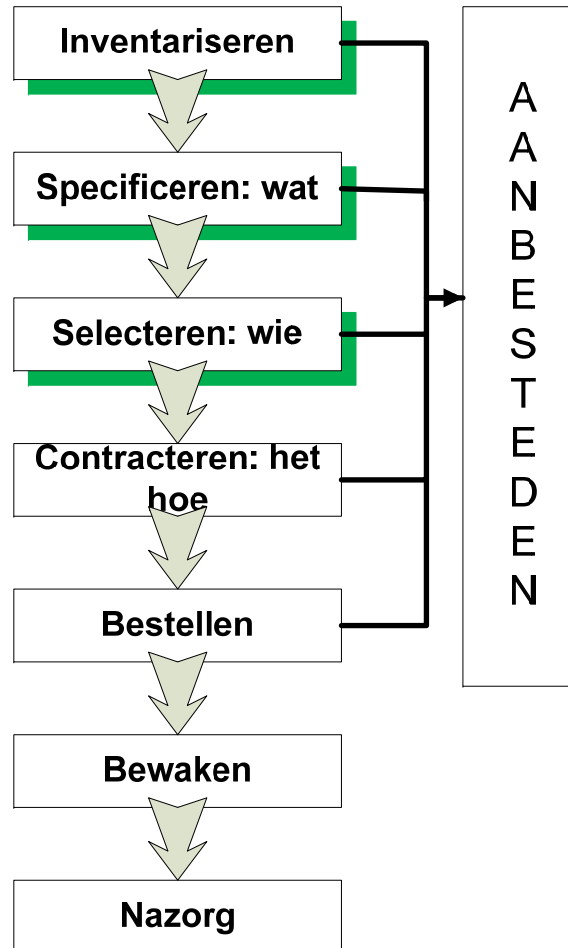 Inventariseren
Specificeren: wat
Selecteren: wie
Contracteren: het
hoe
Bestellen
Bewaken
Nazorg
A
A
N
B
E
S
T
E
D
E
N